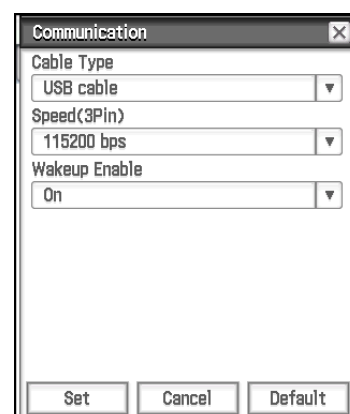 Communication
Cable Type
USB cable
Speed(3Pin)
115200 bps
Wakeup Enable
On
Set Cancel Default